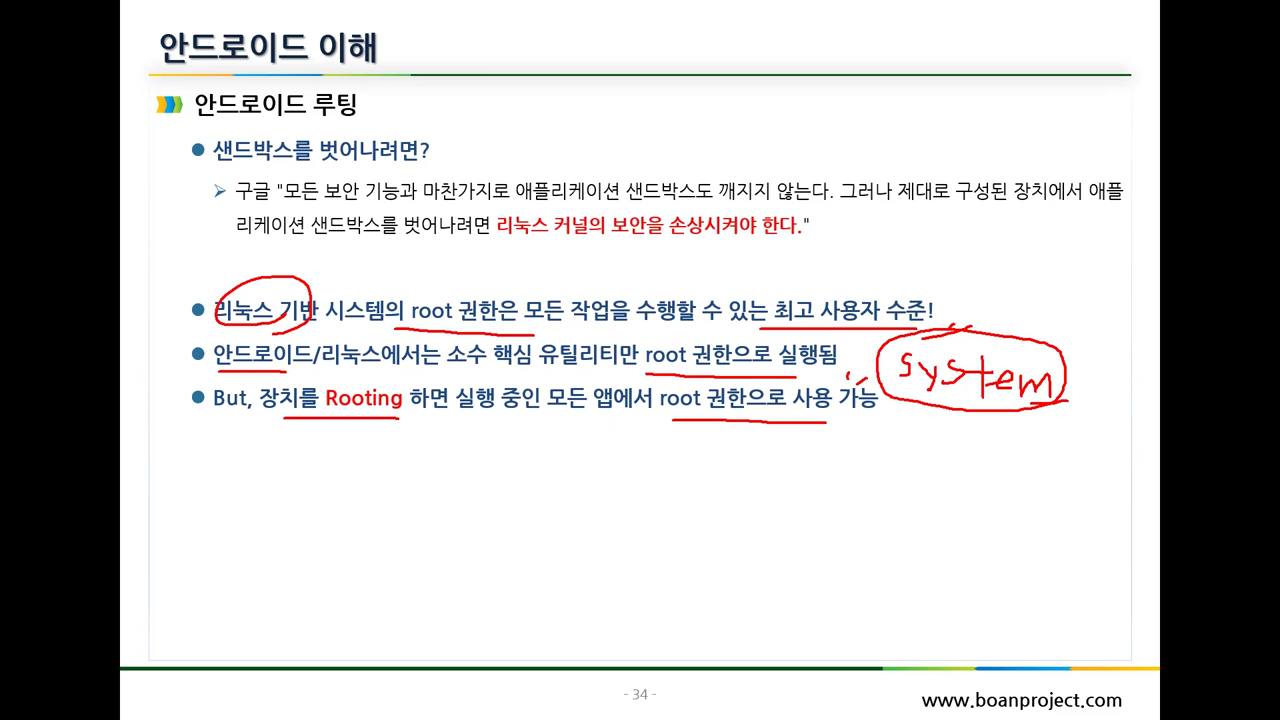 안드로이드 이해
안드로이드 루팅
샌드박스를 벗어나려면?
구글 "모든 보안 기능과 마찬가지로 애플리케이션 샌드박스도 깨지지 않는다. 그러나 제대로 구성된 장치에서 애플
리케이션 샌드박스를 벗어나려면 리눅스 커널의 보안을 손상시켜야 한다."
리눅스 기반 시스템의 root 권한은 모든 작업을 수행할 수 있는 최고 사용자 수준!
안드로이드/리눅스에서는 소수 핵심 유틸리티만 root 권한으로 실행됨
system
But, 장치를 Rooting 하면 실행 중인 모든 앱에서 root 권한으로 사용 가능
- 34 -
www.boanproject.com